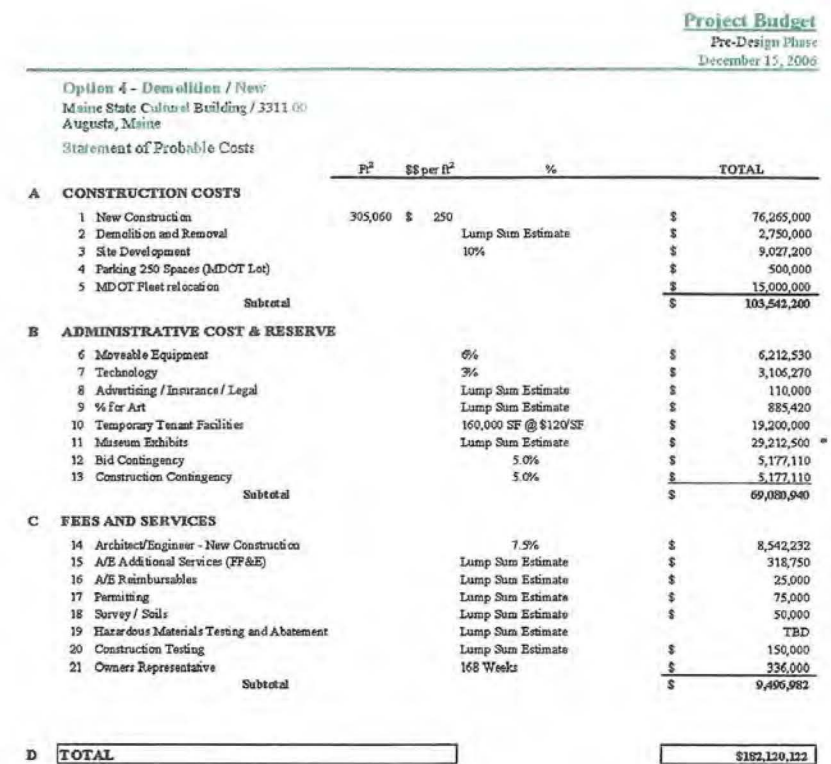 Project Budget
Pre-Design Phase
December 15, 2006
Option 4 - Demolition / New
Maine State Cultural Building / 3311.00
Augusta, Maine
Statement of Probable Costs
Ft² $$ per ft² % TOTAL
A CONSTRUCTION COSTS
1 New Construction 305,060 $ 250 $ 76,265,000
2 Demolition and Removal Lump Sum Estimate $ 2,750,000
3 Site Development 10% $ 9,027,200
4 Parking 250 Spaces (MDOT Lot) $ 500,000
5 MDOT Fleet relocation $ 15,000,000
Subtotal $ 103,542,200
B ADMINISTRATIVE COST & RESERVE
6 Moveable Equipment 6% $ 6,212,530
7 Technology 3% $ 3,106,270
8 Advertising / Insurance / Legal Lump Sum Estimate $ 110,000
9 % for Art Lump Sum Estimate $ 885,420
10 Temporary Tenant Facilities 160,000 SF @ $120/SF $ 19,200,000
11 Museum Exhibits Lump Sum Estimate $ 29,212,500
12 Bid Contingency 5.0% $ 5,177,110
13 Construction Contingency 5.0% $ 5,177,110
Subtotal $ 69,080,940
C FEES AND SERVICES
14 Architect/Engineer - New Construction 7.5% $ 8,542,232
15 A/E Additional Services (FF&E) Lump Sum Estimate $ 318,750
16 A/E Reimbursables Lump Sum Estimate $ 25,000
17 Permitting Lump Sum Estimate $ 75,000
18 Survey / Soils Lump Sum Estimate $ 50,000
19 Hazardous Materials Testing and Abatement Lump Sum Estimate TBD
20 Construction Testing Lump Sum Estimate $ 150,000
21 Owners Representative 168 Weeks $ 336,000
Subtotal $ 9,496,982
D TOTAL $182,120,122